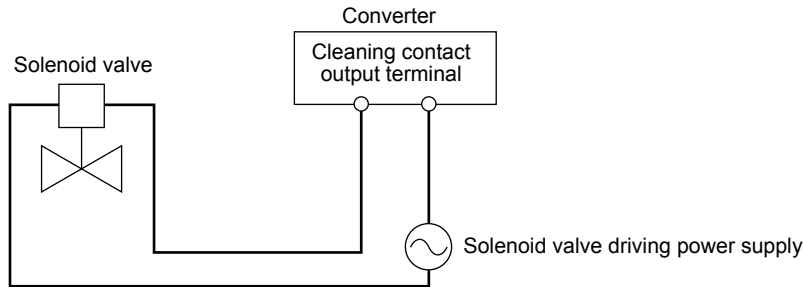 Converter
Cleaning contact
output terminal
Solenoid valve
Solenoid valve driving power supply